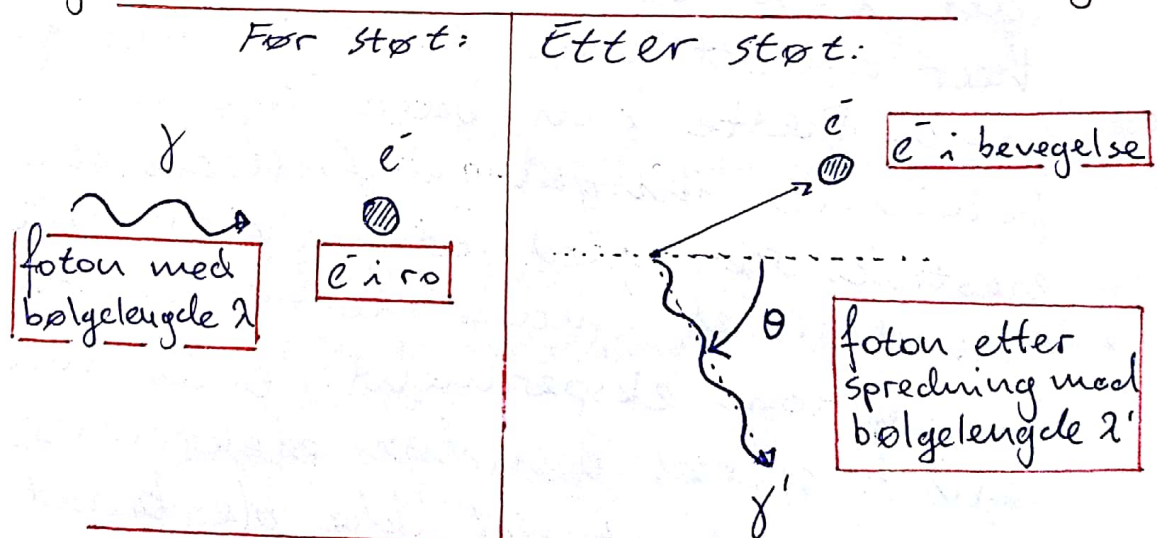 Før støt:
Etter støt:
γ
e⁻
foton med
bølgelengde λ
e⁻ i ro
e⁻
e⁻ i bevegelse
θ
foton etter
spredning med
bølgelengde λ'
γ'